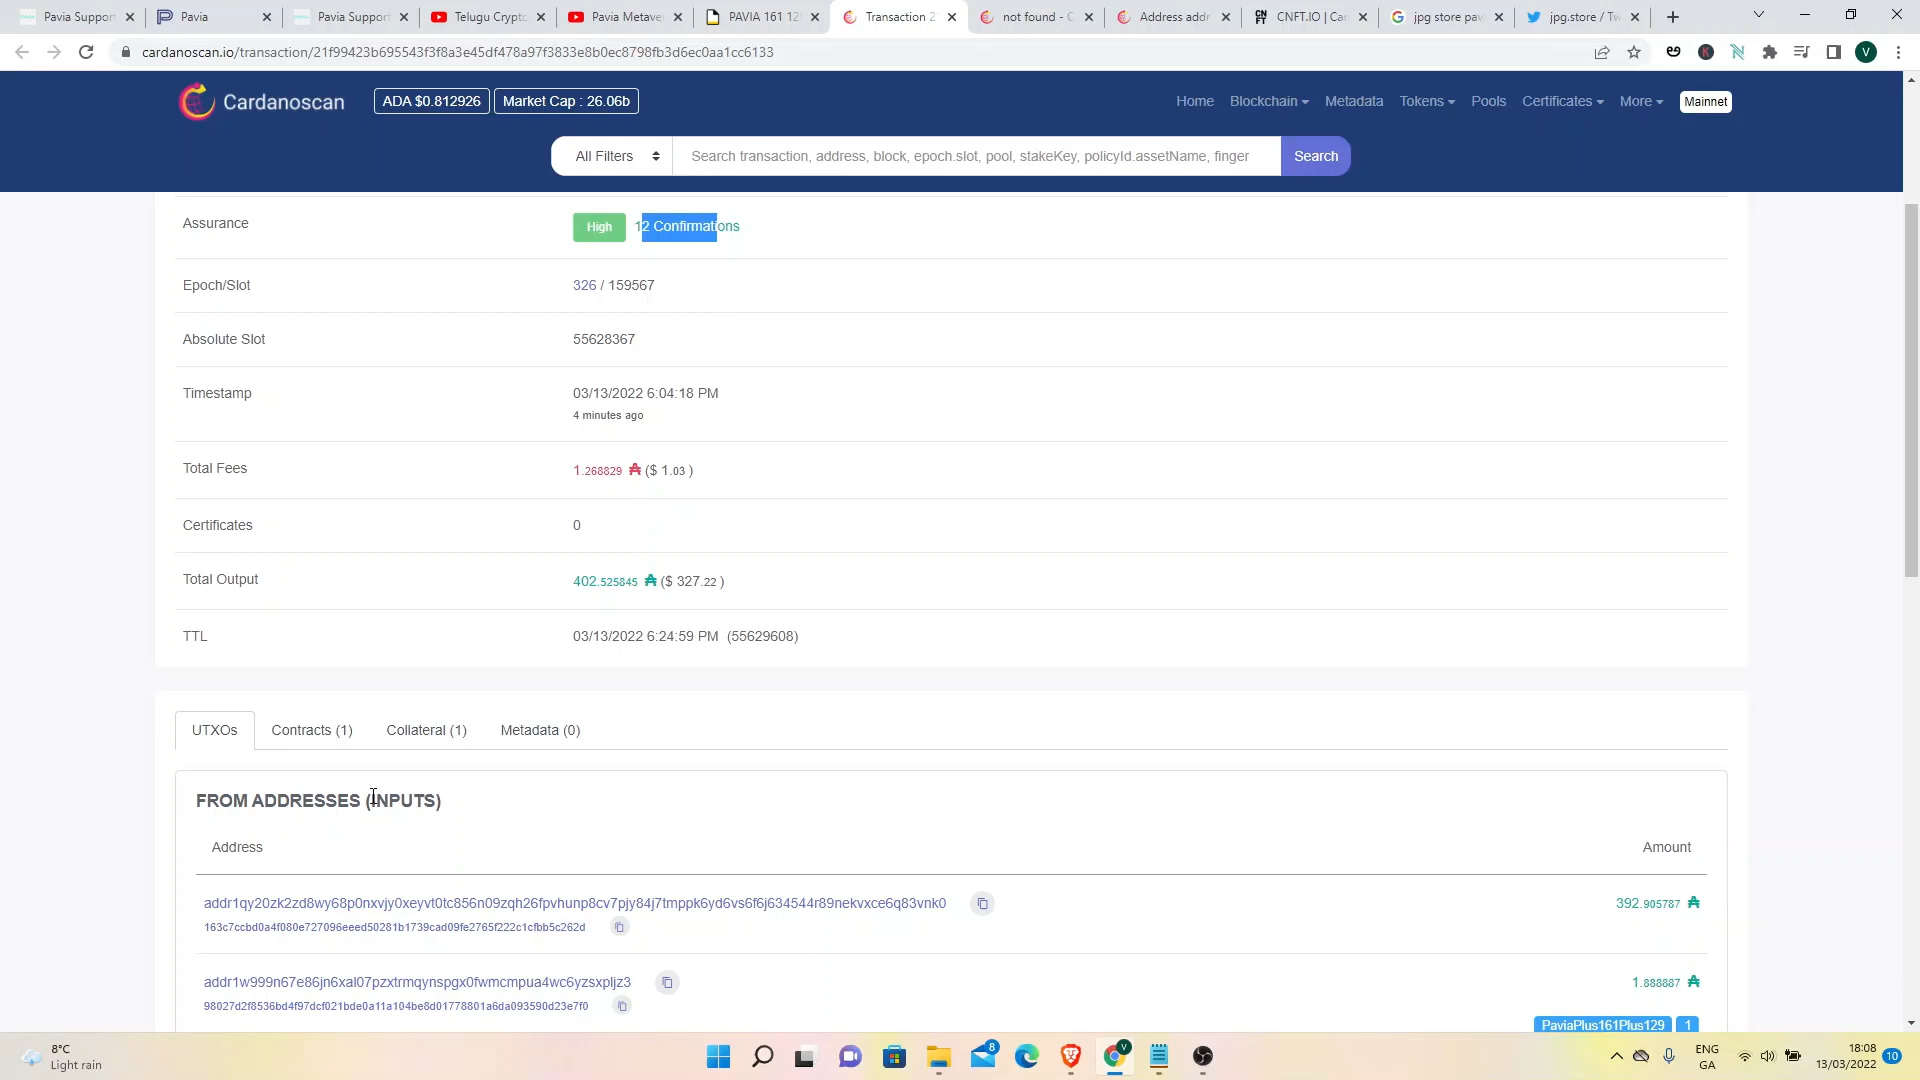 Pavia Support
Pavia
Pavia Support
Telugu Crypto
Pavia Metave
PAVIA 161 12
Transaction 2
not found - C
Address addr
CNFT.IO | Car
jpg store pav
jpg.store / Tw
cardanoscan.io/transaction/21f99423b695543f3f8a3e45df478a97f3833e8b0ec8798fb3d6ec0aa1cc6133
V
Cardanoscan
ADA $0.812926
Market Cap : 26.06b
Home
Blockchain
Metadata
Tokens
Pools
Certificates
More
Mainnet
All Filters
Search transaction, address, block, epoch.slot, pool, stakeKey, policyId.assetName, finger
Search
Assurance
High
12 Confirmations
Epoch/Slot
326 / 159567
Absolute Slot
55628367
Timestamp
03/13/2022 6:04:18 PM
4 minutes ago
Total Fees
1.268829 ₳ ($ 1.03 )
Certificates
0
Total Output
402.525845 ₳ ($ 327.22 )
TTL
03/13/2022 6:24:59 PM (55629608)
UTXOs
Contracts (1)
Collateral (1)
Metadata (0)
FROM ADDRESSES (INPUTS)
Address
Amount
addr1qy20zk2zd8wy68p0nxvjy0xeyvt0tc856n09zqh26fpvhunp8cv7pjy84j7tmppk6yd6vs6f6j634544r89nekvxce6q83vnk0
392.905787 ₳
163c7ccbd0a4f080e727096eeed50281b1739cad09fe2765f222c1cfbb5c262d
addr1w999n67e86jn6xal07pzxtrmqynspgx0fwmcmpua4wc6yzsxpljz3
1.888887 ₳
98027d2f8536bd4f97dcf021bde0a11a104be8d01778801a6da093590d23e7f0
PaviaPlus161Plus129 1
8°C
Light rain
8
V
ENG
GA
18:08
13/03/2022
10